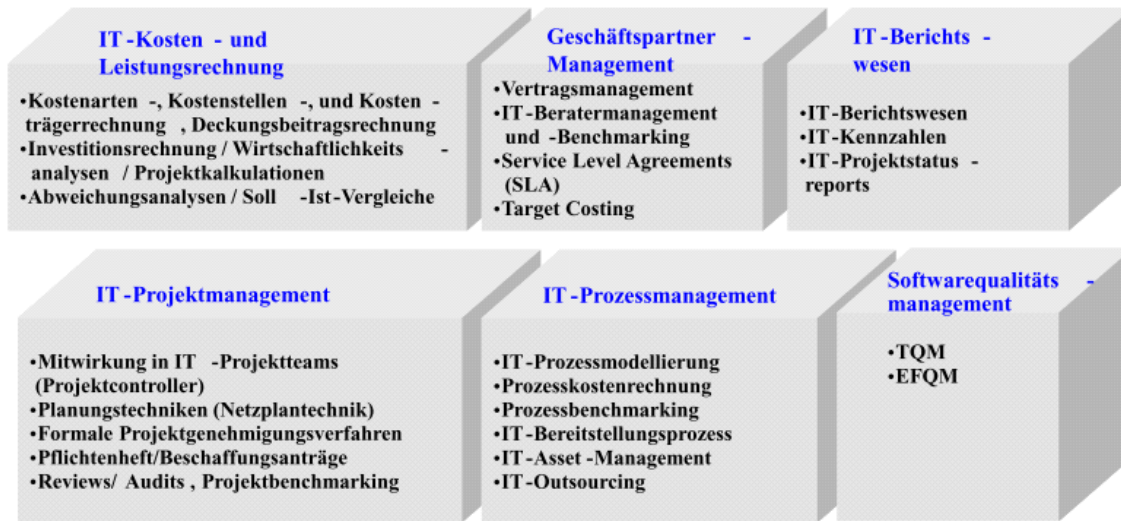 IT-Kosten - und
Leistungsrechnung
•Kostenarten -, Kostenstellen -, und Kosten -
trägerrechnung , Deckungsbeitragsrechnung
•Investitionsrechnung / Wirtschaftlichkeits -
analysen / Projektkalkulationen
•Abweichungsanalysen / Soll -Ist-Vergleiche
Geschäftspartner -
Management
•Vertragsmanagement
•IT-Beratermanagement
und -Benchmarking
•Service Level Agreements
(SLA)
•Target Costing
IT-Berichts -
wesen
•IT-Berichtswesen
•IT-Kennzahlen
•IT-Projektstatus -
reports
IT-Projektmanagement
•Mitwirkung in IT -Projektteams
(Projektcontroller)
•Planungstechniken (Netzplantechnik)
•Formale Projektgenehmigungsverfahren
•Pflichtenheft/Beschaffungsanträge
•Reviews/ Audits , Projektbenchmarking
IT-Prozessmanagement
•IT-Prozessmodellierung
•Prozesskostenrechnung
•Prozessbenchmarking
•IT-Bereitstellungsprozess
•IT-Asset -Management
•IT-Outsourcing
Softwarequalitäts -
management
•TQM
•EFQM